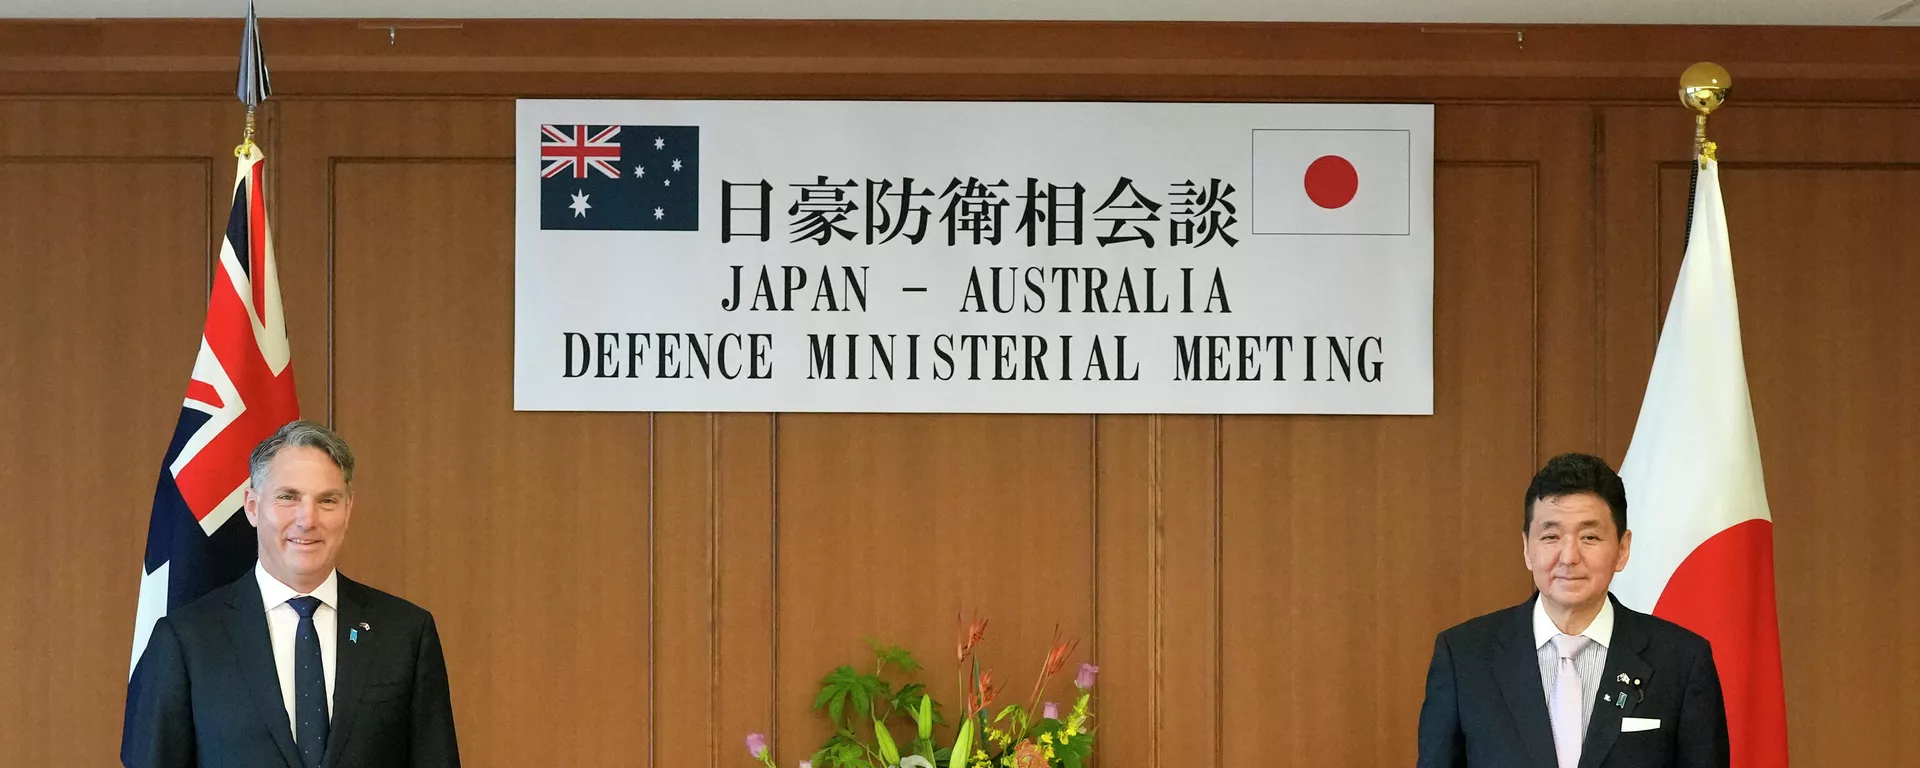 日豪防衛相会談
JAPAN - AUSTRALIA
DEFENCE MINISTERIAL MEETING